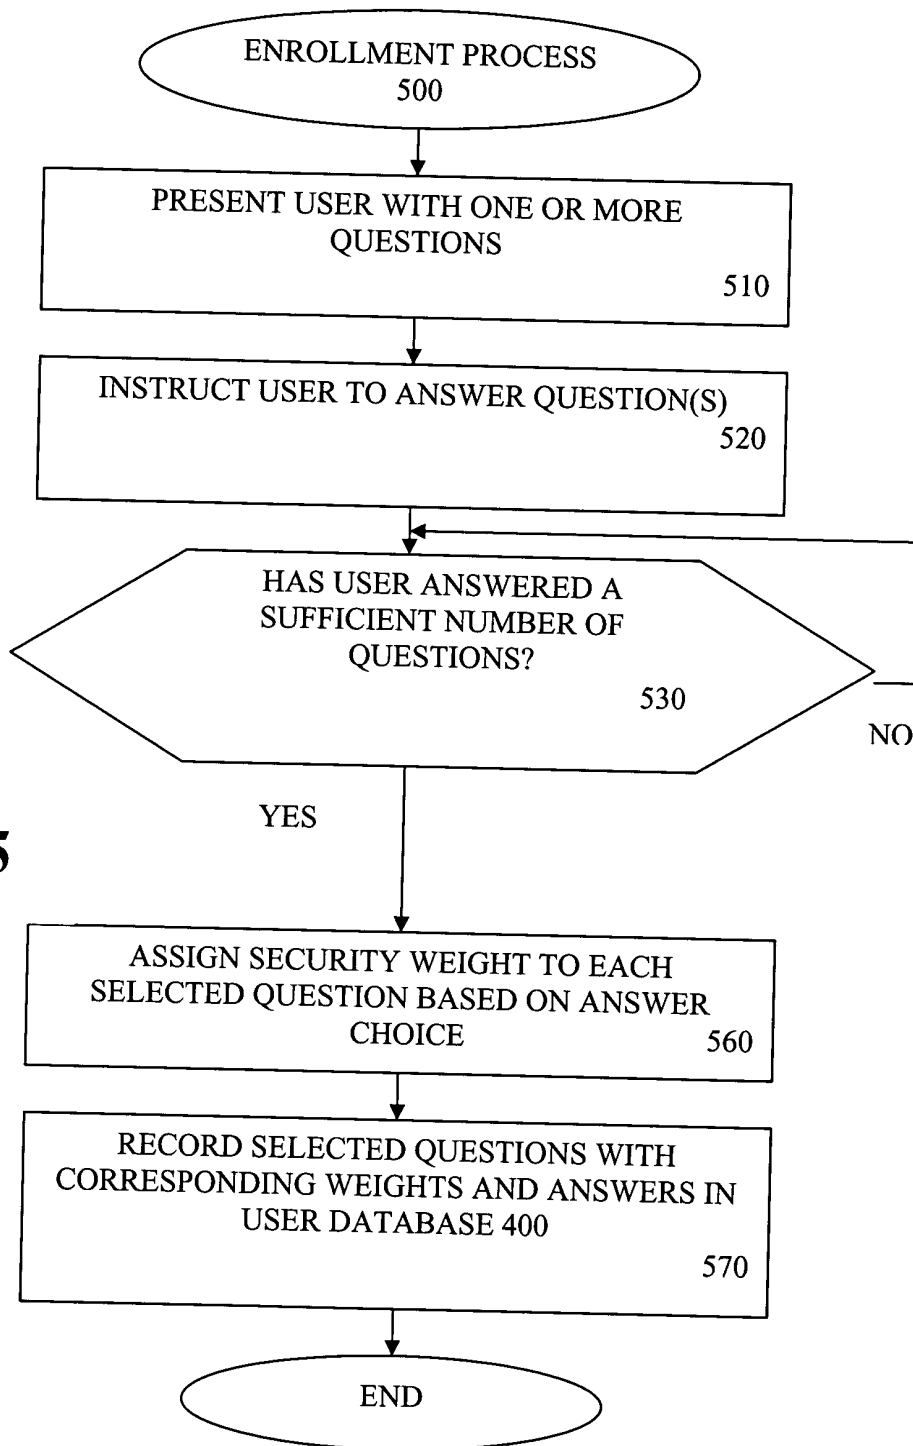 ENROLLMENT PROCESS
500
PRESENT USER WITH ONE OR MORE
QUESTIONS
510
INSTRUCT USER TO ANSWER QUESTION(S)
520
HAS USER ANSWERED A
SUFFICIENT NUMBER OF
QUESTIONS?
530
NO
YES
5
ASSIGN SECURITY WEIGHT TO EACH
SELECTED QUESTION BASED ON ANSWER
CHOICE
560
RECORD SELECTED QUESTIONS WITH
CORRESPONDING WEIGHTS AND ANSWERS IN
USER DATABASE 400
570
END